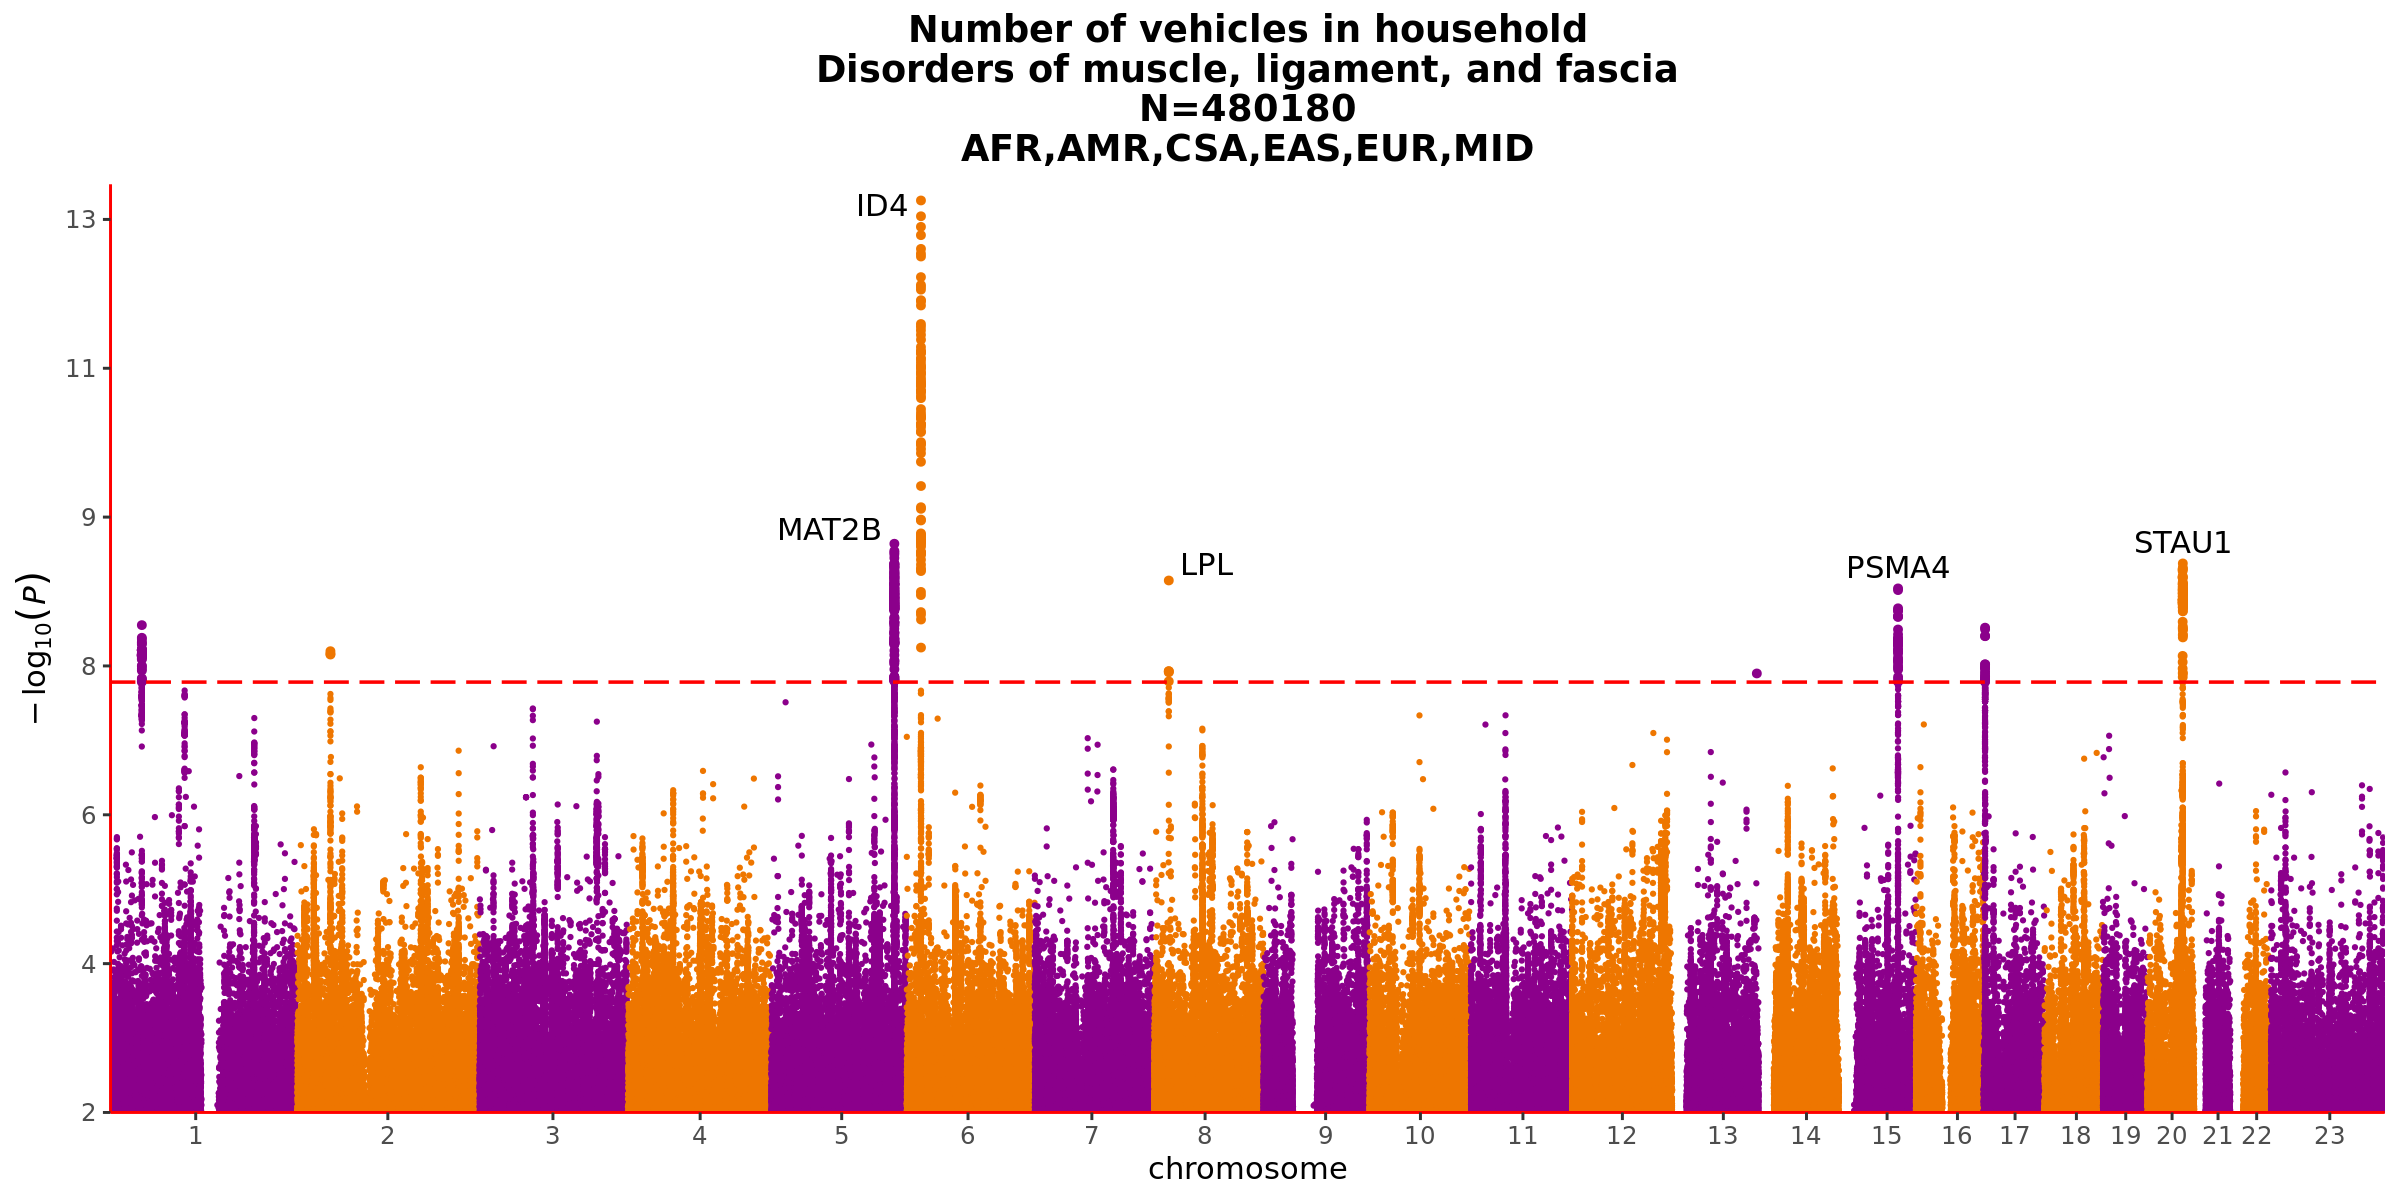 Number of vehicles in household
Disorders of muscle, ligament, and fascia
N=480180
AFR,AMR,CSA,EAS,EUR,MID
ID4
MAT2B
LPL
PSMA4
STAU1
13
11
9
8
6
4
2
− log10(P)
1 2 3 4 5 6 7 8 9 10 11 12 13 14 15 16 17 18 19 20 21 22 23
chromosome